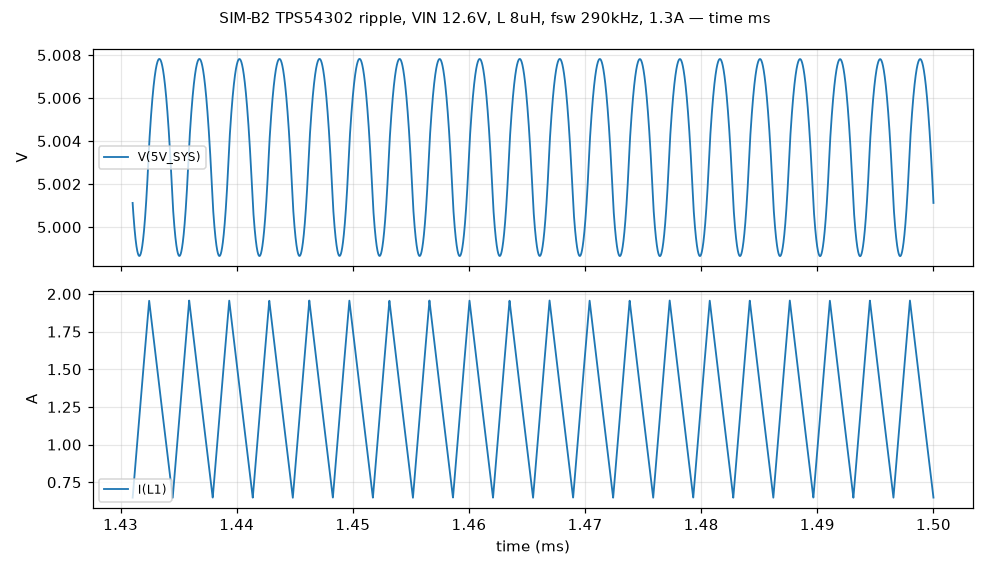 SIM-B2 TPS54302 ripple, VIN 12.6V, L 8uH, fsw 290kHz, 1.3A — time ms
5.008
5.006
5.004
5.002
5.000
V
V(5V_SYS)
2.00
1.75
1.50
1.25
1.00
0.75
A
I(L1)
1.43 1.44 1.45 1.46 1.47 1.48 1.49 1.50
time (ms)